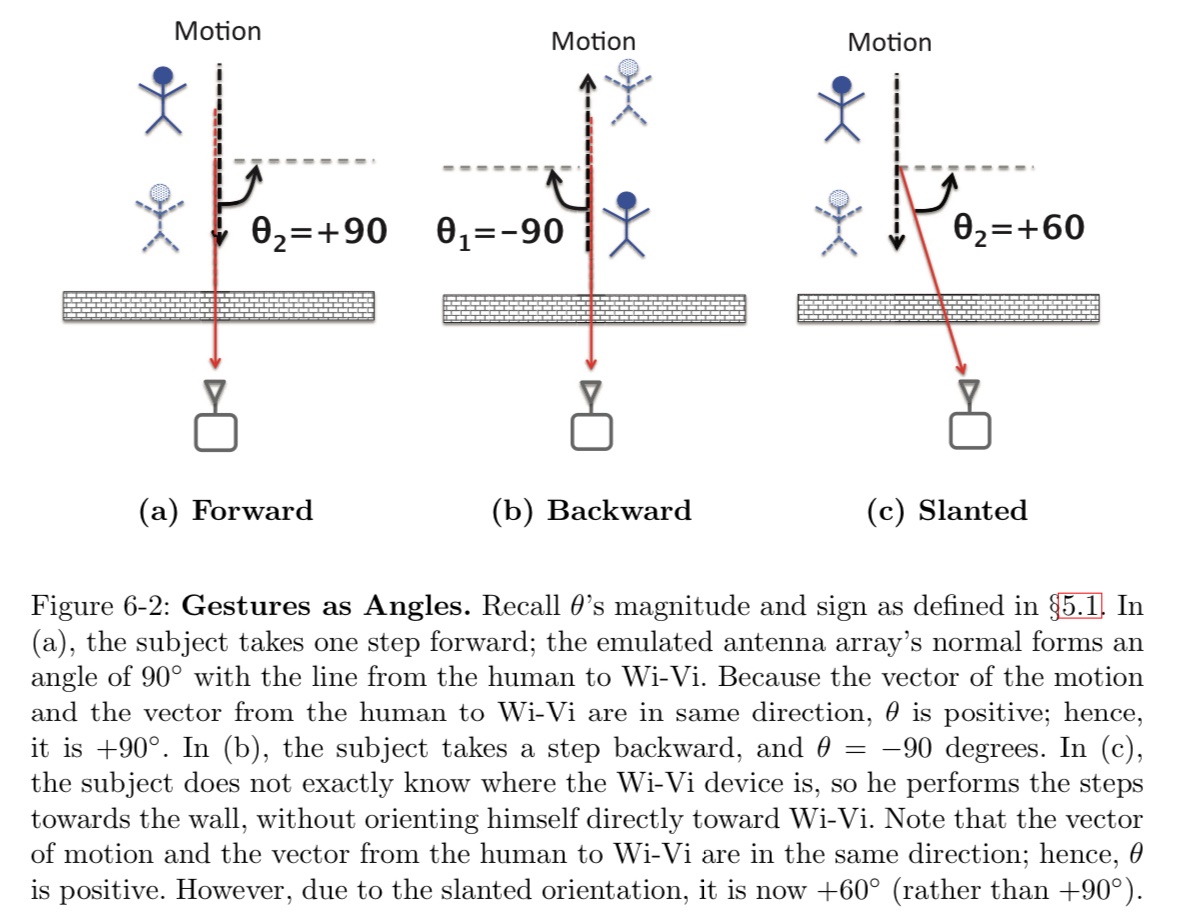 Motion
Motion
Motion
θ₂=+90
θ₁=-90
θ₂=+60
(a) Forward
(b) Backward
(c) Slanted
Figure 6-2: Gestures as Angles. Recall θ's magnitude and sign as defined in §5.1. In
(a), the subject takes one step forward; the emulated antenna array's normal forms an
angle of 90° with the line from the human to Wi-Vi. Because the vector of the motion
and the vector from the human to Wi-Vi are in same direction, θ is positive; hence,
it is +90°. In (b), the subject takes a step backward, and θ = −90 degrees. In (c),
the subject does not exactly know where the Wi-Vi device is, so he performs the steps
towards the wall, without orienting himself directly toward Wi-Vi. Note that the vector
of motion and the vector from the human to Wi-Vi are in the same direction; hence, θ
is positive. However, due to the slanted orientation, it is now +60° (rather than +90°).